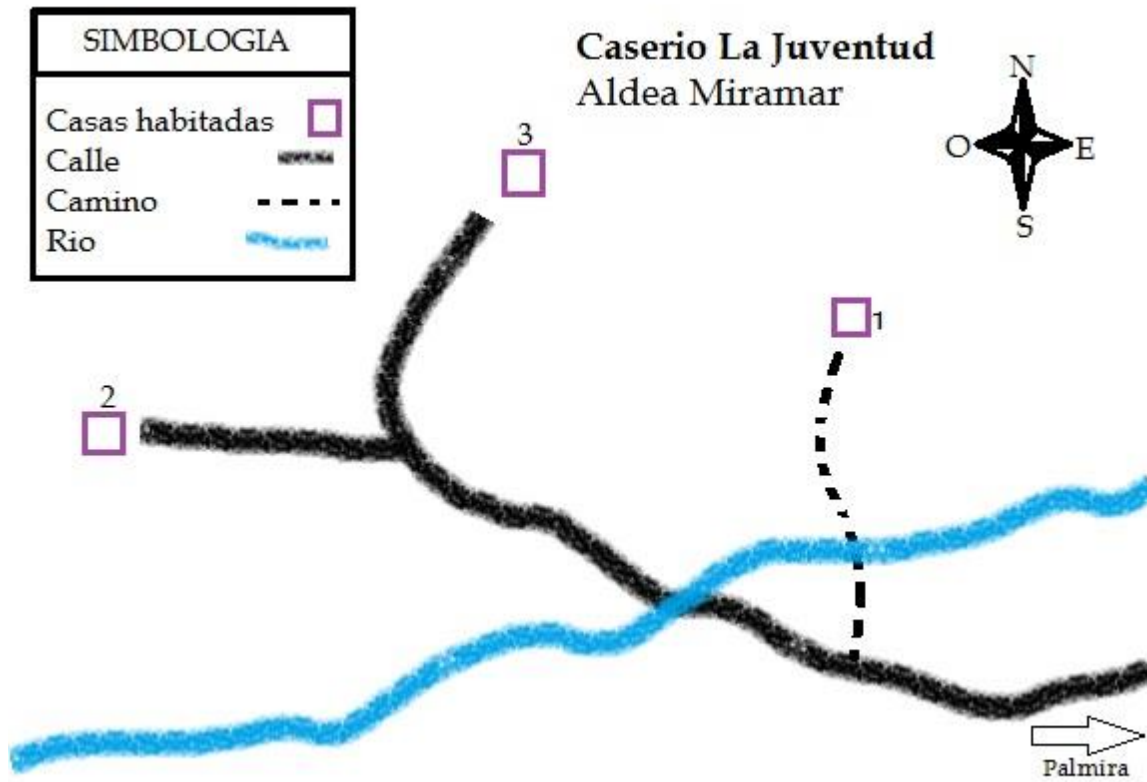 SIMBOLOGIA
Casas habitadas
Calle
Camino
Rio
Caserio La Juventud
Aldea Miramar
N
O
E
S
3
1
2
Palmira